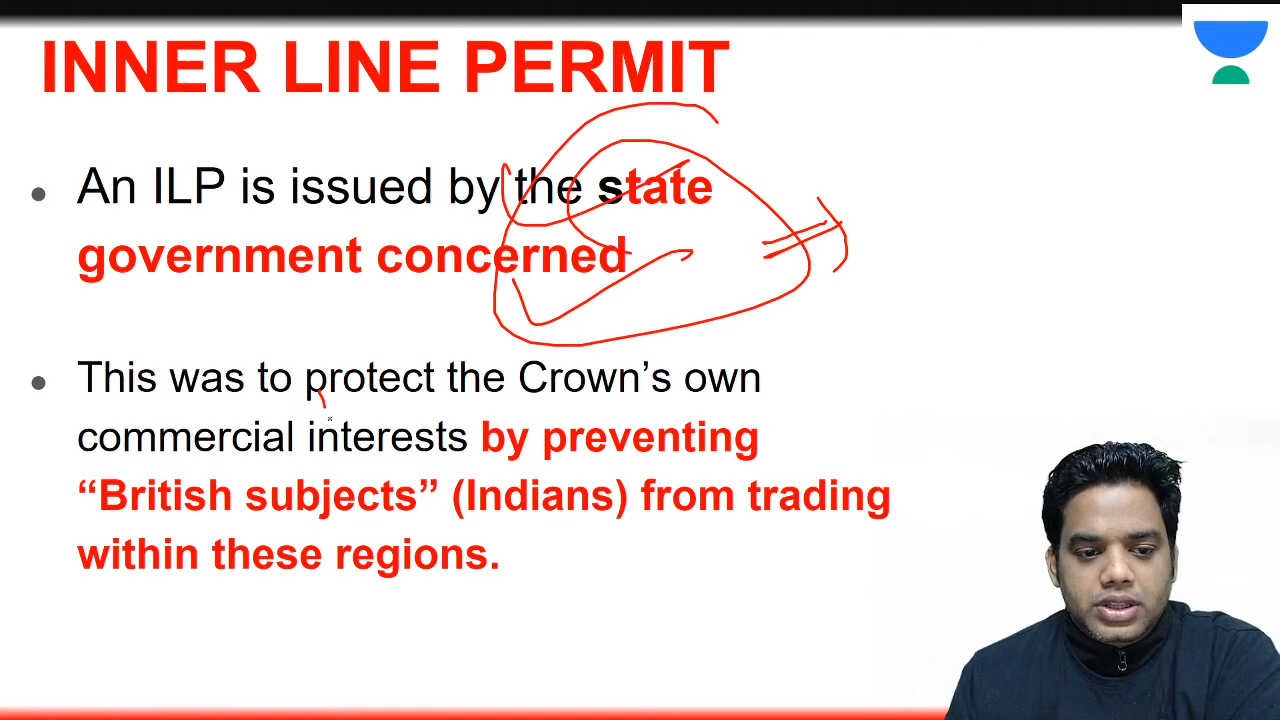 INNER LINE PERMIT
An ILP is issued by the state
government concerned
This was to protect the Crown’s own
commercial interests by preventing
“British subjects” (Indians) from trading
within these regions.